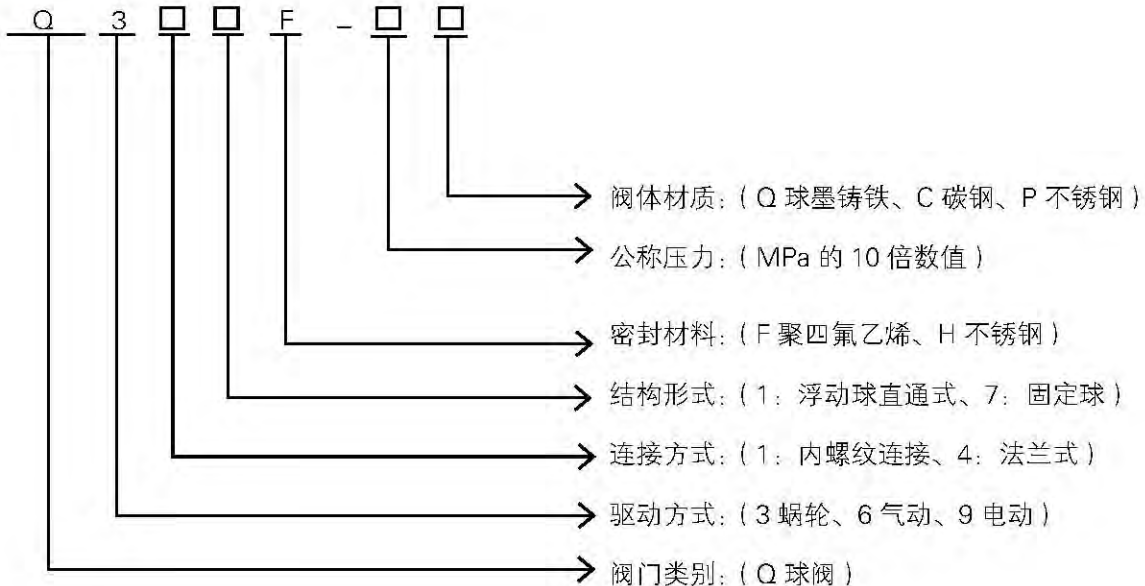 Q 3 □ □ F - □ □
阀体材质：（Q 球墨铸铁、C 碳钢、P 不锈钢）
公称压力：（MPa 的 10 倍数值）
密封材料：（F 聚四氟乙烯、H 不锈钢）
结构形式：（1：浮动球直通式、7：固定球）
连接方式：（1：内螺纹连接、4：法兰式）
驱动方式：（3 蜗轮、6 气动、9 电动）
阀门类别：（Q 球阀）